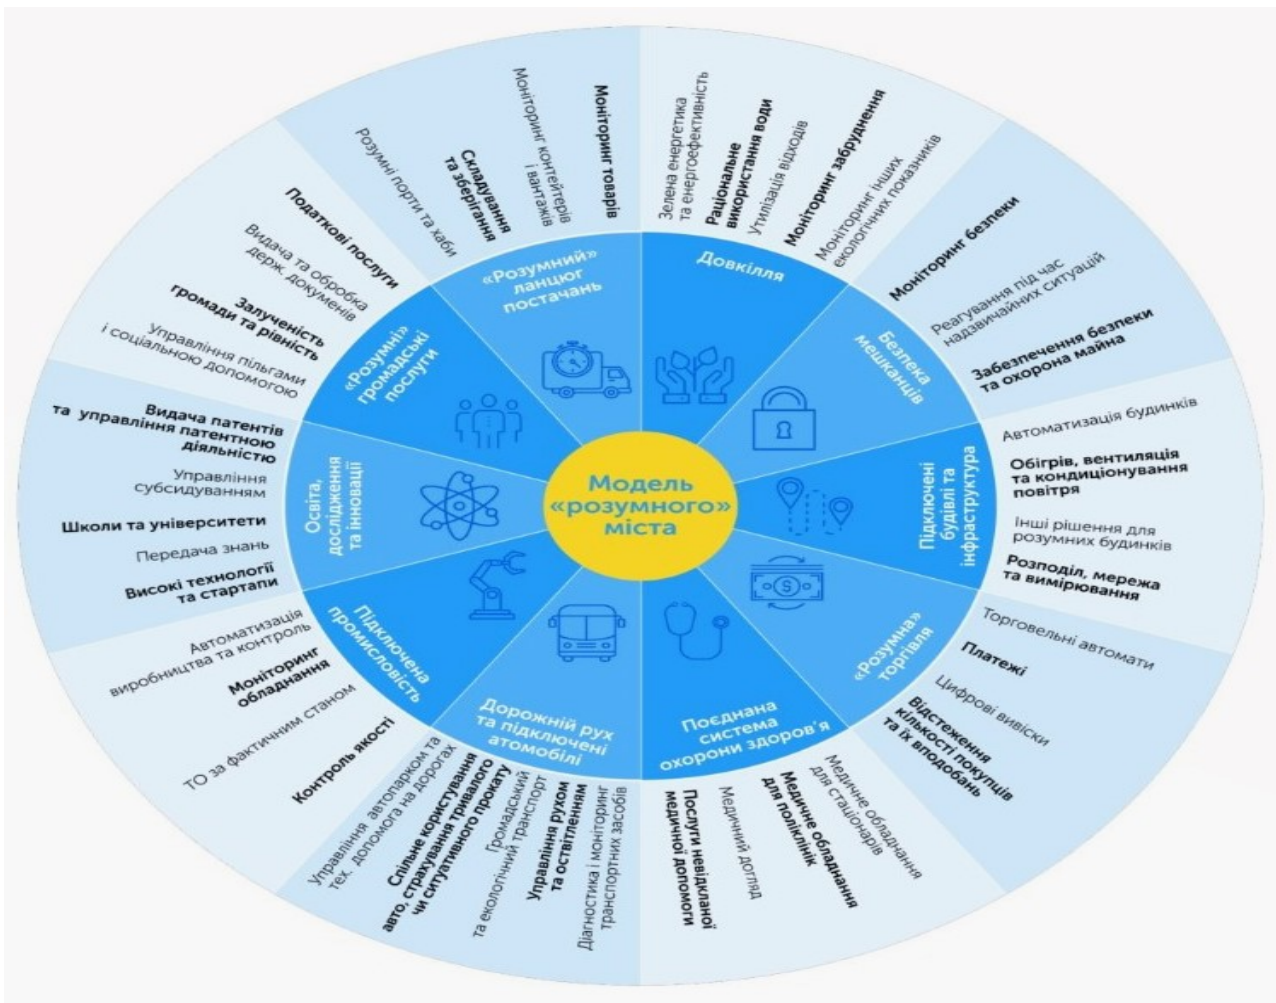 Модель
«розумного»
міста
Довкілля
Зелена енергетика
та енергоефективність
Раціональне
використання води
Утилізація відходів
Моніторинг забруднення
Моніторинг інших
екологічних показників
Безпека
мешканців
Моніторинг безпеки
Реагування під час
надзвичайних ситуацій
Забезпечення безпеки
та охорона майна
Підключені
будівлі та
інфраструктура
Автоматизація будинків
Обігрів, вентиляція
та кондиціонування
повітря
Інші рішення для
розумних будинків
Розподіл, мережа
та вимірювання
«Розумна»
торгівля
Торговельні автомати
Платежі
Цифрові вивіски
Відстеження
кількості покупців
та їх вподобань
Поєднана
система
охорони здоров'я
Медичне обладнання
для стаціонарів
Медичне обладнання
для поліклінік
Медичний догляд
Послуги невідкланої
медичної допомоги
Дорожній рух
та підключені
атомобілі
Діагностика і моніторинг
транспортних засобів
Управління рухом
та оствітленням
Громадський
та екологічний транспорт
Спільне користування
авто, страхування тривалого
чи ситуативного прокату
Управління автопарком та
тех. допомога на дорогах
Підключена
промисловість
Контроль якості
ТО за фактичним станом
Моніторинг
обладнання
Автоматизація
виробництва та контроль
Освіта,
дослідження
та інновації
Високі технології
та стартапи
Передача знань
Школи та університети
Управління
субсидуванням
Видача патентів
та управління патентною
діяльністю
«Розумні»
громадські
послуги
Управління пільгами
і соціальною допомогою
Залученість
громади та рівність
Видача та обробка
держ. документів
Податкові послуги
«Розумний»
ланцюг
постачань
Розумні порти та хаби
Складування
та зберігання
Моніторинг контейтерів
і вантажів
Моніторинг товарів